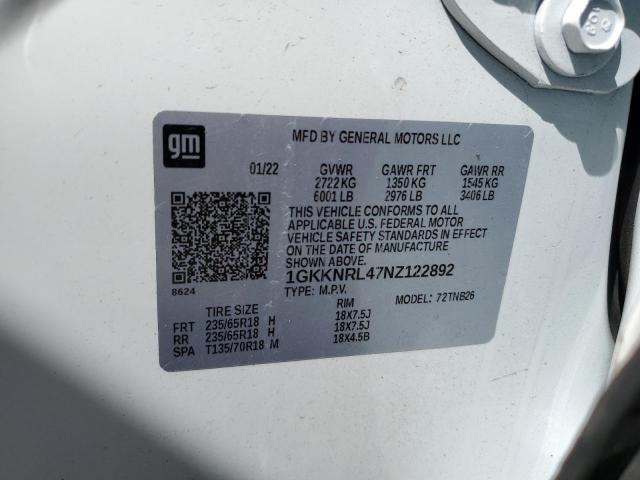 100
gm
MFD BY GENERAL MOTORS LLC
01/22 GVWR GAWR FRT GAWR RR
2722 KG 1350 KG 1545 KG
6001 LB 2976 LB 3406 LB
THIS VEHICLE CONFORMS TO ALL
APPLICABLE U.S. FEDERAL MOTOR
VEHICLE SAFETY STANDARDS IN EFFECT
ON THE DATE OF MANUFACTURE
SHOWN ABOVE.
1GKKNRL47NZ122892
8624
TYPE: M.P.V. MODEL: 72TNB26
TIRE SIZE RIM
FRT 235/65R18 H 18X7.5J
RR 235/65R18 H 18X7.5J
SPA T135/70R18 M 18X4.5B